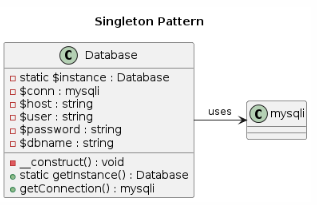 Singleton Pattern
C Database
static $instance : Database
$conn : mysqli
$host : string
$user : string
$password : string
$dbname : string
__construct() : void
static getInstance() : Database
getConnection() : mysqli
uses
C mysqli